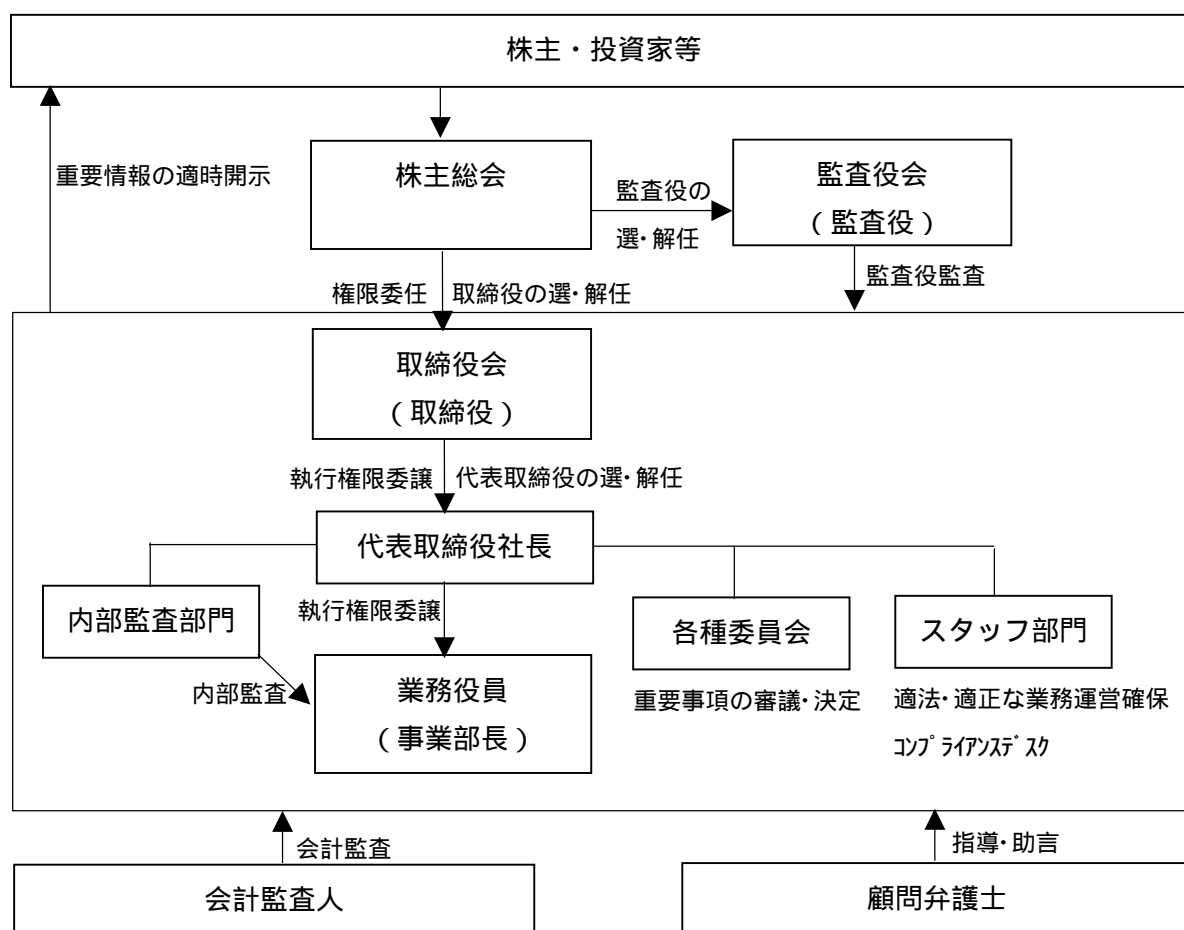 株主・投資家等
重要情報の適時開示
株主総会
監査役の
選・解任
監査役会
(監査役)
監査役監査
権限委任
取締役の選・解任
取締役会
(取締役)
執行権限委譲
代表取締役の選・解任
代表取締役社長
内部監査部門
執行権限委譲
各種委員会
スタッフ部門
内部監査
業務役員
(事業部長)
重要事項の審議・決定
適法・適正な業務運営確保
コンプライアンスデスク
会計監査
指導・助言
会計監査人
顧問弁護士